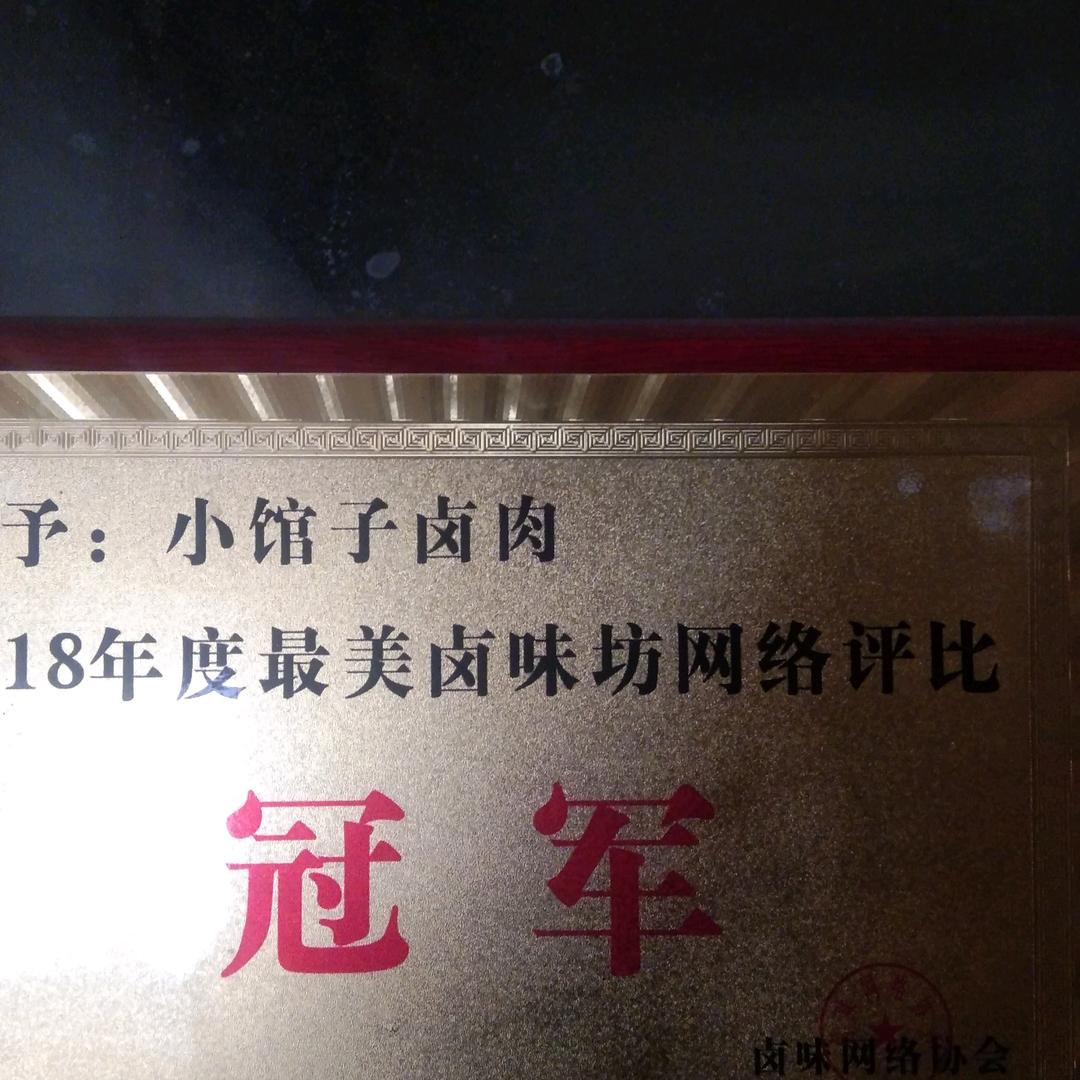 予：小馆子卤肉
18年度最美卤味坊网络评比
冠军
卤味网络协会